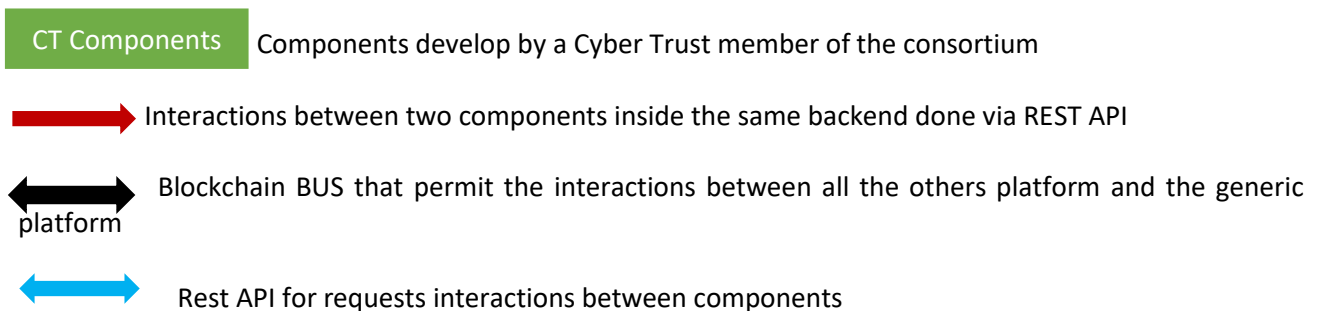 CT Components Components develop by a Cyber Trust member of the consortium
Interactions between two components inside the same backend done via REST API
Blockchain BUS that permit the interactions between all the others platform and the generic
platform
Rest API for requests interactions between components